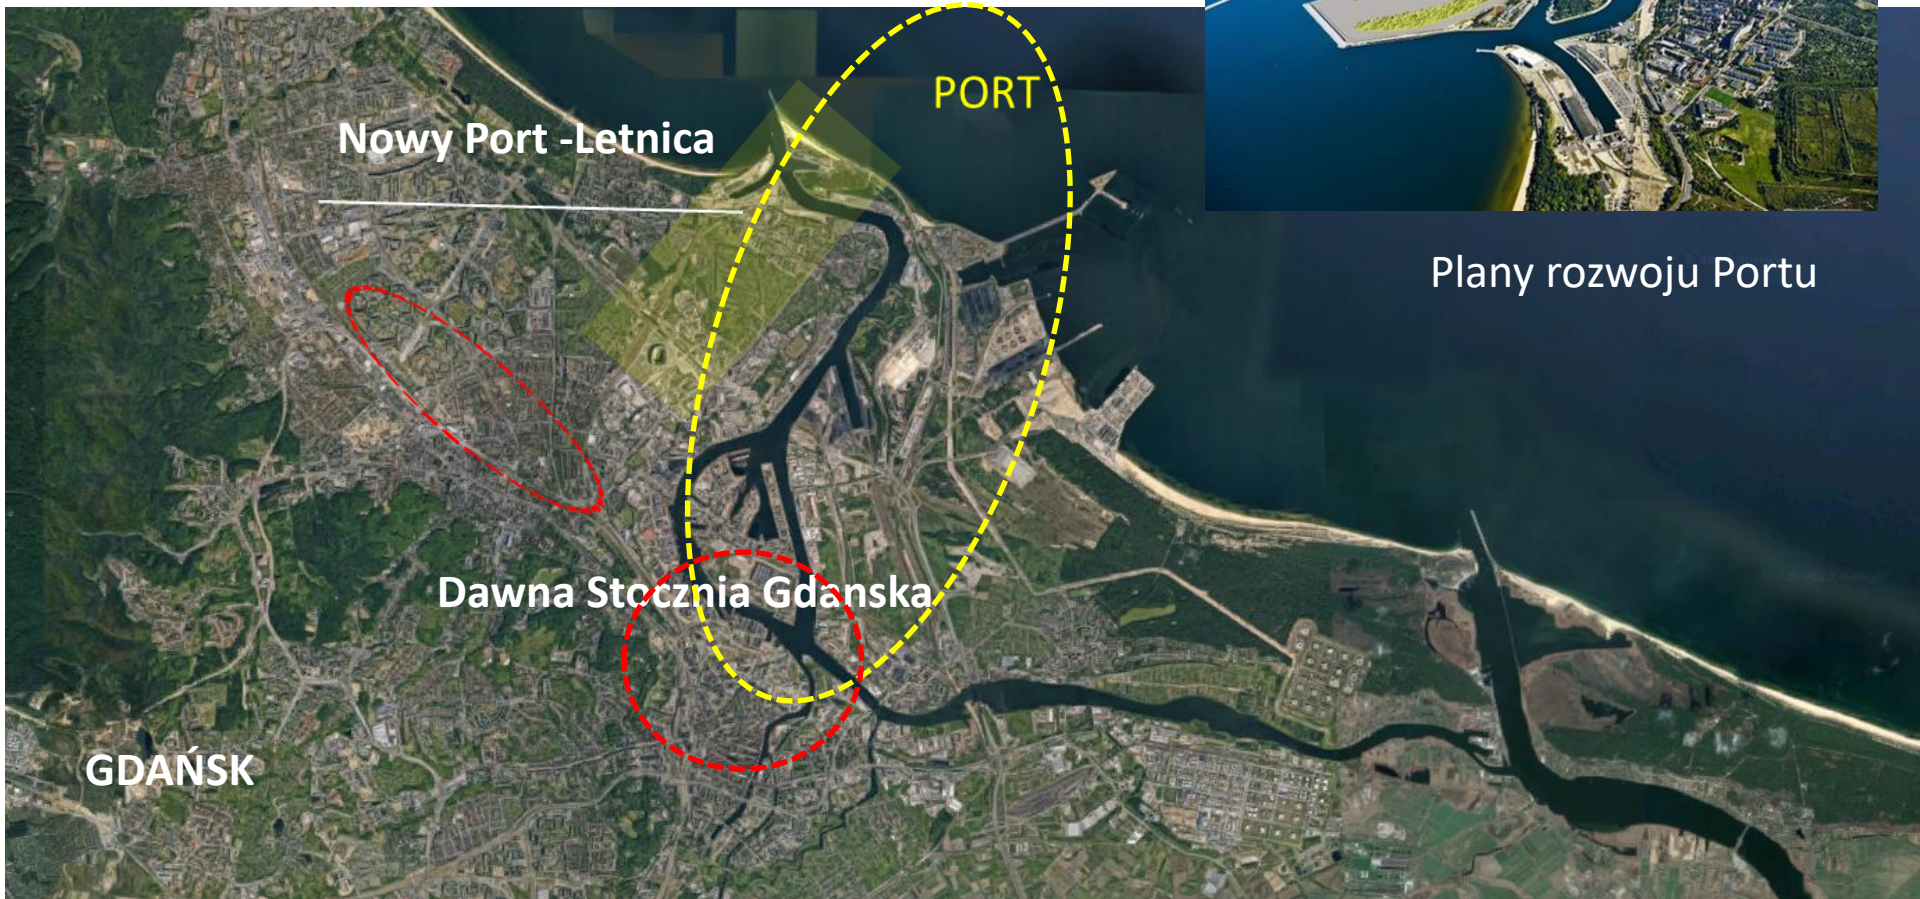 PORT
Nowy Port -Letnica
Plany rozwoju Portu
Dawna Stocznia Gdanska
GDAŃSK